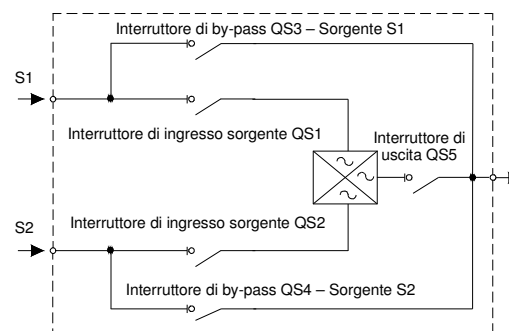 Interruttore di by-pass QS3 – Sorgente S1
S1
Interruttore di ingresso sorgente QS1
Interruttore di
uscita QS5
Interruttore di ingresso sorgente QS2
S2
Interruttore di by-pass QS4 – Sorgente S2